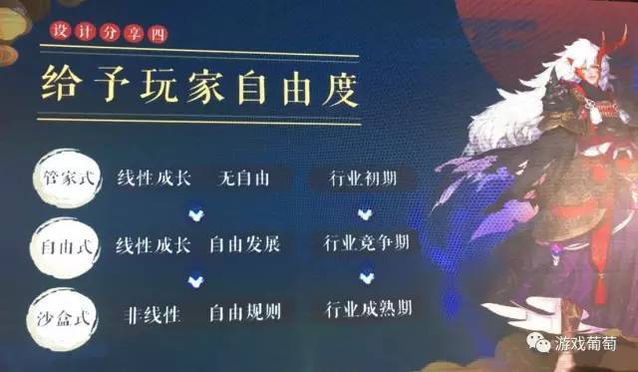 设计分享四
给予玩家自由度
管家式 线性成长 无自由 行业初期
自由式 线性成长 自由发展 行业竞争期
沙盒式 非线性 自由规则 行业成熟期
游戏葡萄